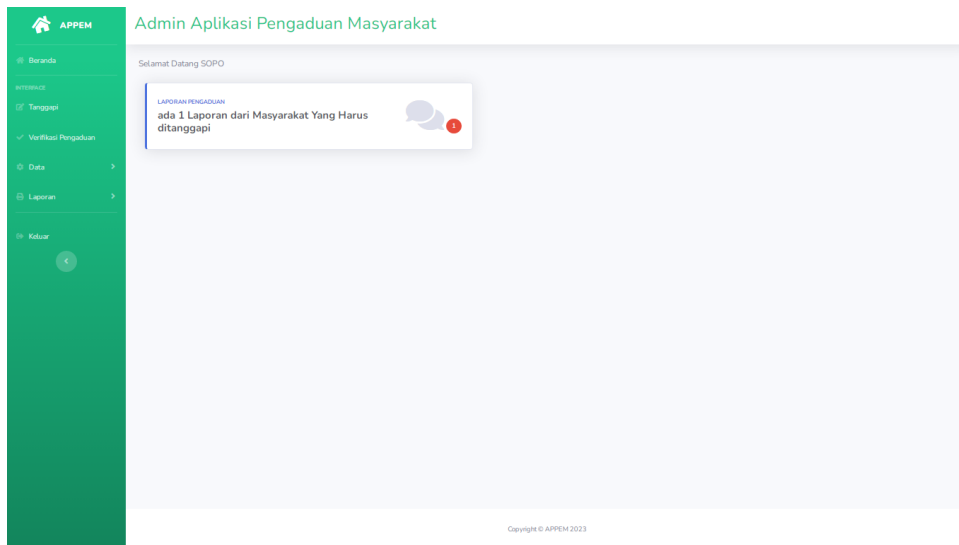 APPEM
Admin Aplikasi Pengaduan Masyarakat
Beranda
INTERFACE
Tanggapi
Verifikasi Pengaduan
Data
Laporan
Keluar
Selamat Datang SOPO
LAPORAN PENGADUAN
ada 1 Laporan dari Masyarakat Yang Harus
ditanggapi
1
Copyright © APPEM 2023